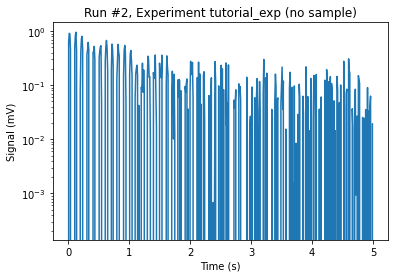 Run #2, Experiment tutorial_exp (no sample)
Signal (mV)
10⁰
10⁻¹
10⁻²
10⁻³
0 1 2 3 4 5
Time (s)